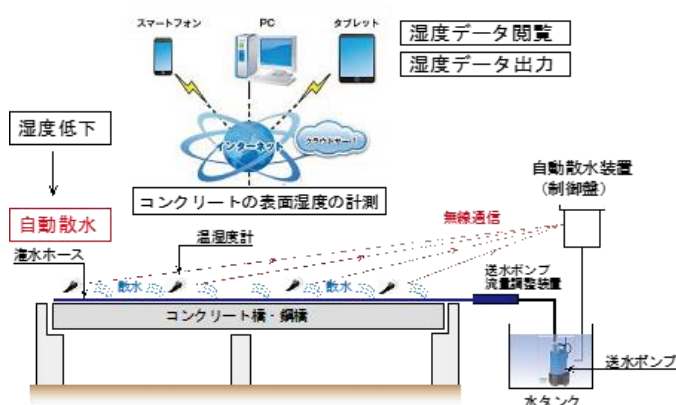 スマートフォン
PC
タブレット
湿度データ閲覧
湿度データ出力
湿度低下
インターネット
クラウドサーバ
コンクリートの表面湿度の計測
自動散水装置
（制御盤）
自動散水
無線通信
温湿度計
灌水ホース
送水ポンプ
流量調整装置
散水
散水
コンクリート橋・鋼橋
送水ポンプ
水タンク